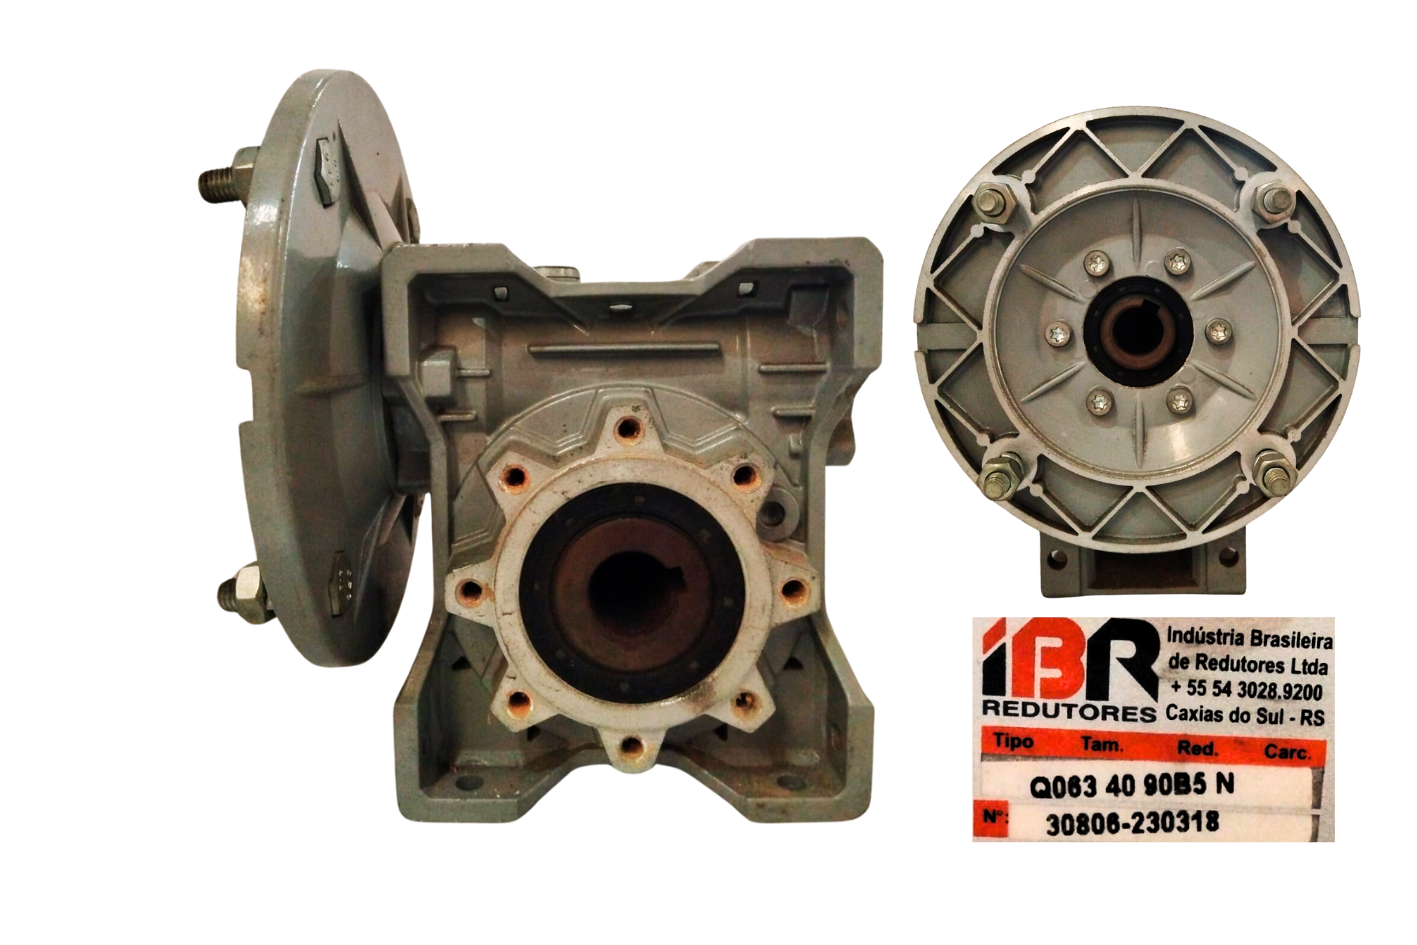 iBR
REDUTORES
Indústria Brasileira
de Redutores Ltda
+ 55 54 3028.9200
Caxias do Sul - RS
Tipo Tam. Red. Carc.
Q063 40 90B5 N
Nº: 30806-230318